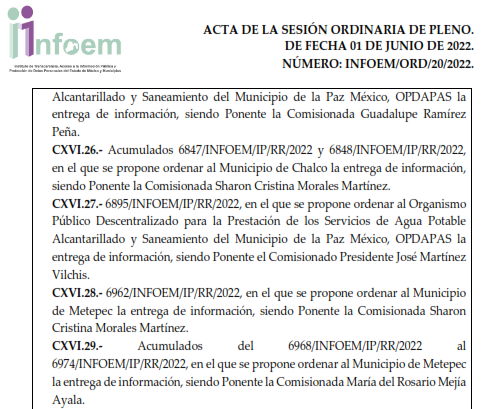 infoem
Instituto de Transparencia, Acceso a la Información Pública y
Protección de Datos Personales del Estado de México y Municipios
ACTA DE LA SESIÓN ORDINARIA DE PLENO.
DE FECHA 01 DE JUNIO DE 2022.
NÚMERO: INFOEM/ORD/20/2022.
Alcantarillado y Saneamiento del Municipio de la Paz México, OPDAPAS la
entrega de información, siendo Ponente la Comisionada Guadalupe Ramírez
Peña.
CXVI.26.- Acumulados 6847/INFOEM/IP/RR/2022 y 6848/INFOEM/IP/RR/2022,
en el que se propone ordenar al Municipio de Chalco la entrega de información,
siendo Ponente la Comisionada Sharon Cristina Morales Martínez.
CXVI.27.- 6895/INFOEM/IP/RR/2022, en el que se propone ordenar al Organismo
Público Descentralizado para la Prestación de los Servicios de Agua Potable
Alcantarillado y Saneamiento del Municipio de la Paz México, OPDAPAS la
entrega de información, siendo Ponente el Comisionado Presidente José Martínez
Vilchis.
CXVI.28.- 6962/INFOEM/IP/RR/2022, en el que se propone ordenar al Municipio
de Metepec la entrega de información, siendo Ponente la Comisionada Sharon
Cristina Morales Martínez.
CXVI.29.- Acumulados del 6968/INFOEM/IP/RR/2022 al
6974/INFOEM/IP/RR/2022, en el que se propone ordenar al Municipio de Metepec
la entrega de información, siendo Ponente la Comisionada María del Rosario Mejía
Ayala.